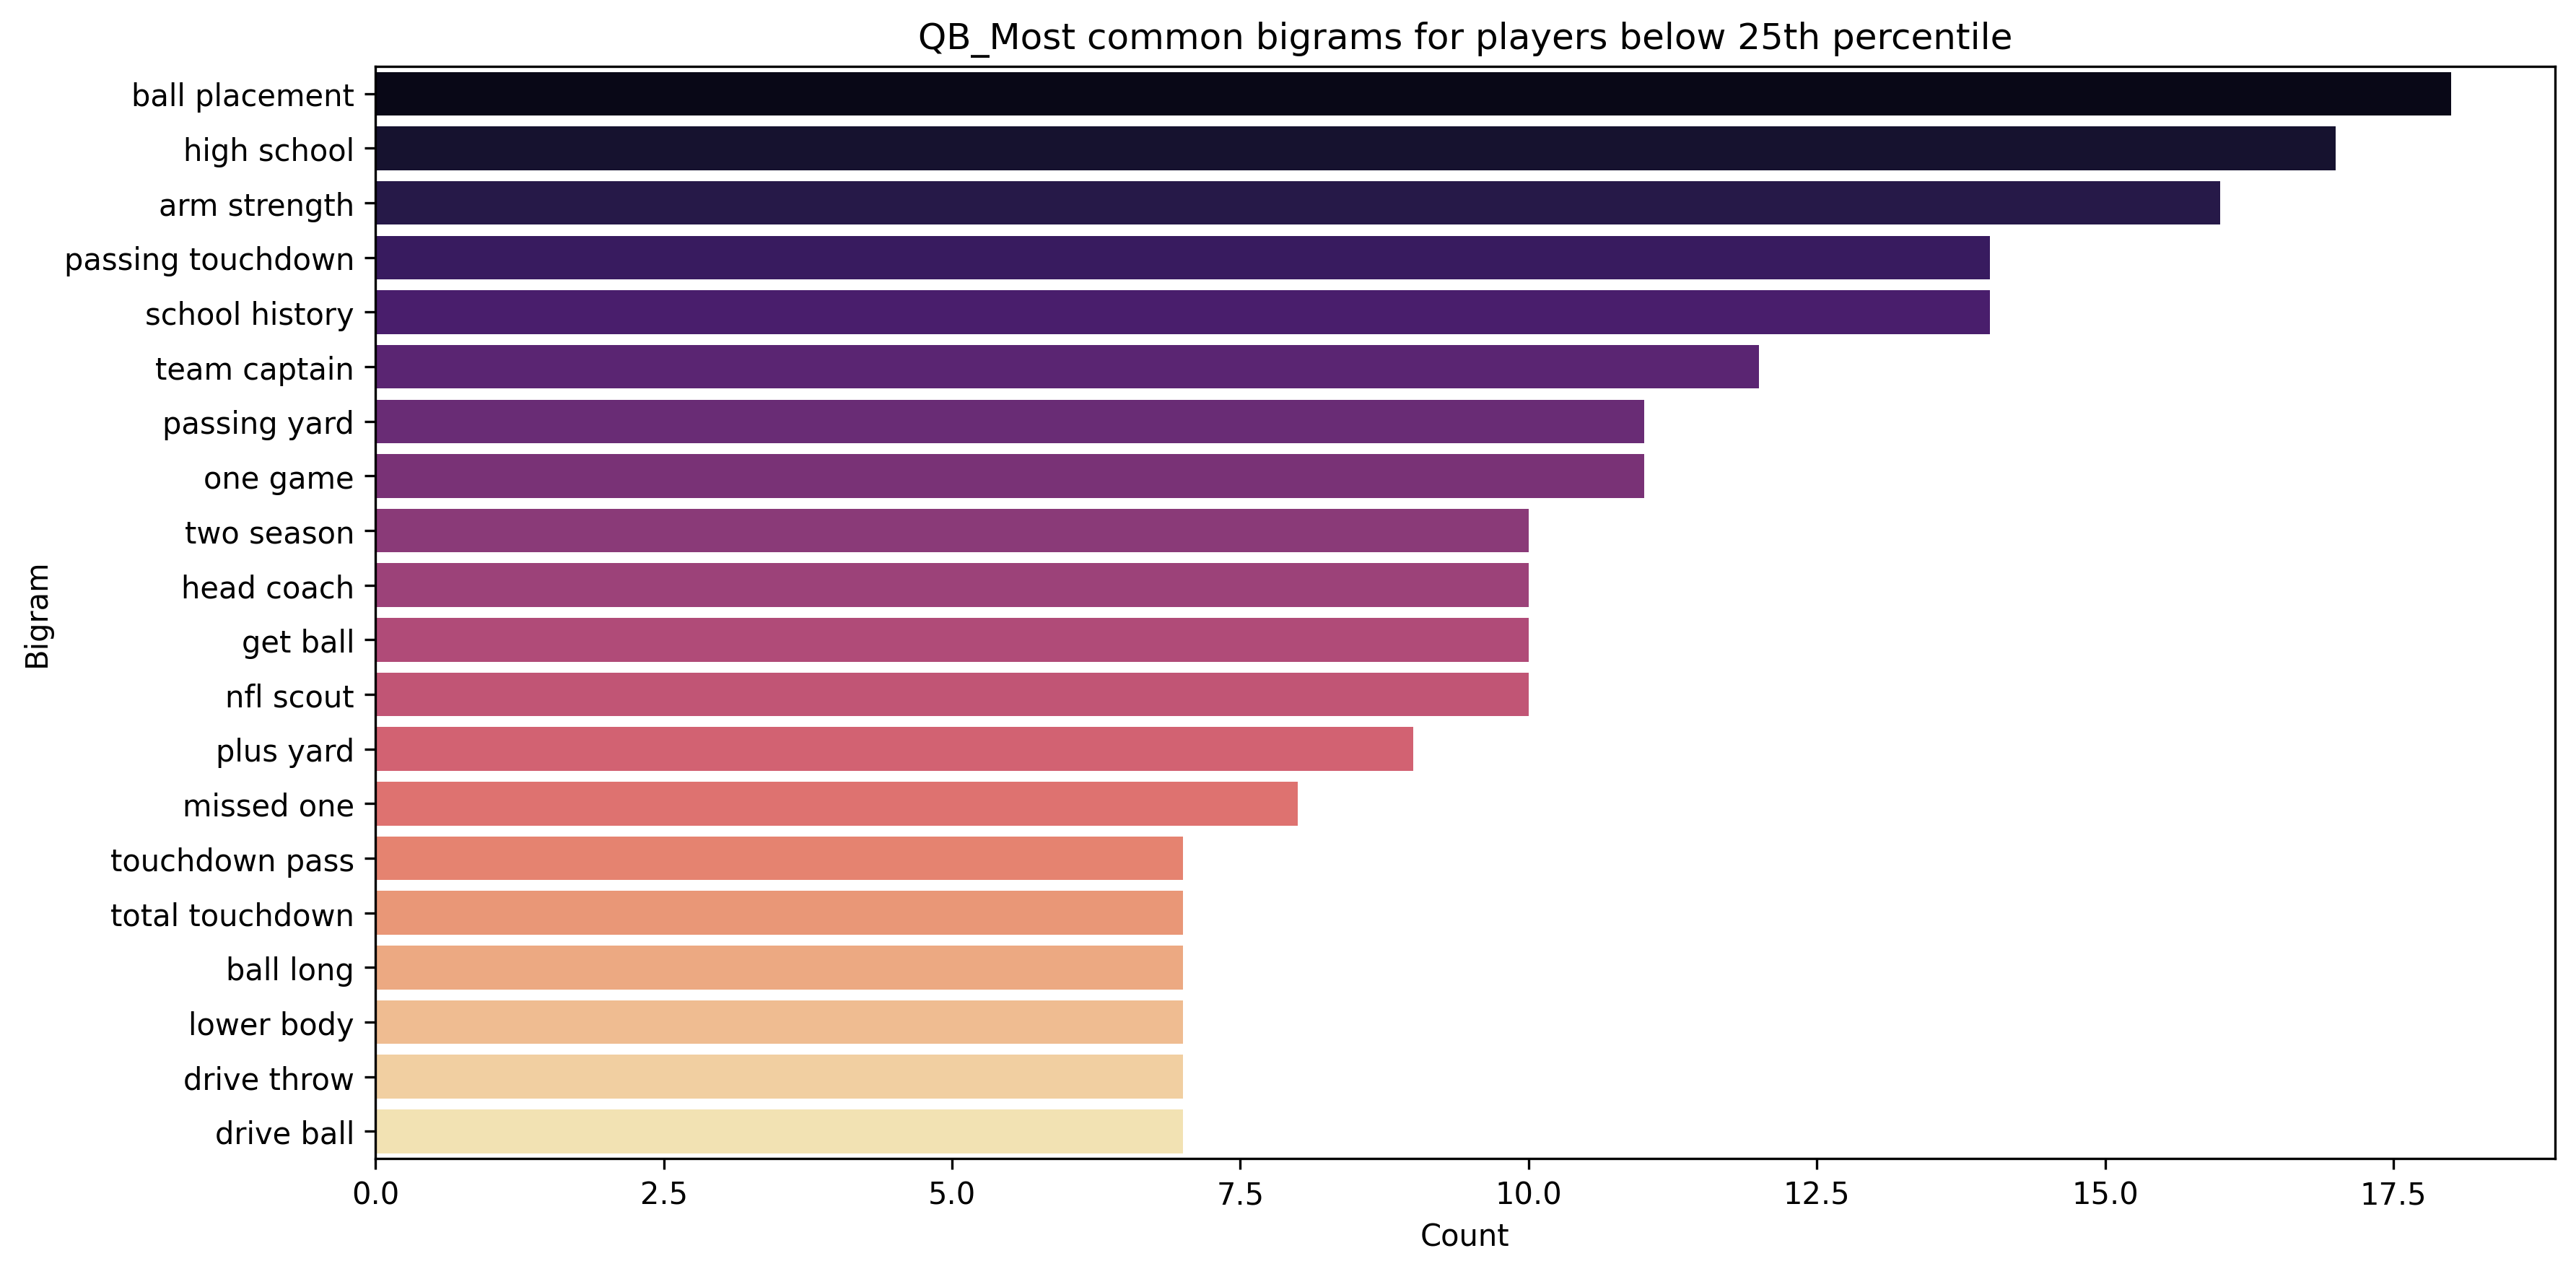 QB_Most common bigrams for players below 25th percentile
ball placement
high school
arm strength
passing touchdown
school history
team captain
passing yard
one game
two season
head coach
get ball
nfl scout
plus yard
missed one
touchdown pass
total touchdown
ball long
lower body
drive throw
drive ball
Bigram
0.0 2.5 5.0 7.5 10.0 12.5 15.0 17.5
Count